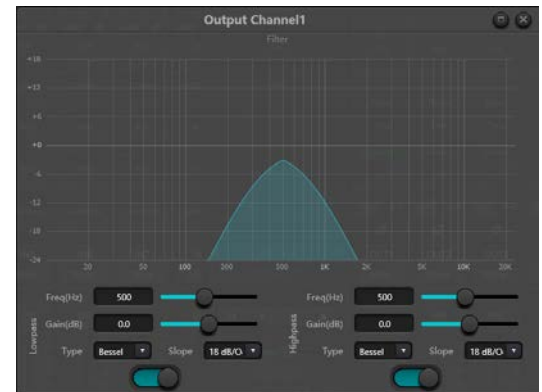 Output Channel1
Filter
+18
+12
+6
+0
-6
-12
-18
-24
20 50 100 200 500 1K 2K 5K 10K 20K
Lowpass
Freq(Hz) 500
Gain(dB) 0.0
Type Bessel Slope 18 dB/O
Highpass
Freq(Hz) 500
Gain(dB) 0.0
Type Bessel Slope 18 dB/O